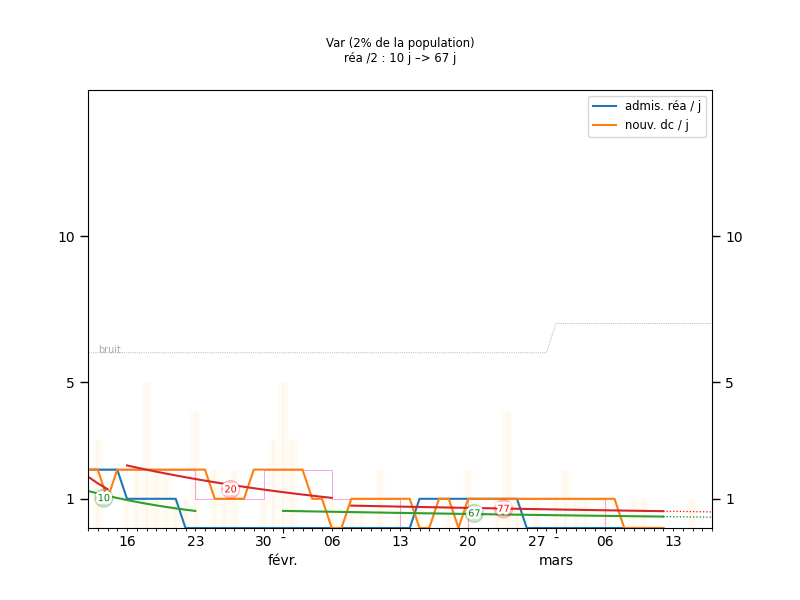 Var (2% de la population)
réa /2 : 10 j –> 67 j
admis. réa / j
nouv. dc / j
10
10
bruit
5
5
20
10
77
67
1
1
16
23
30
06
13
20
27
06
13
févr.
mars